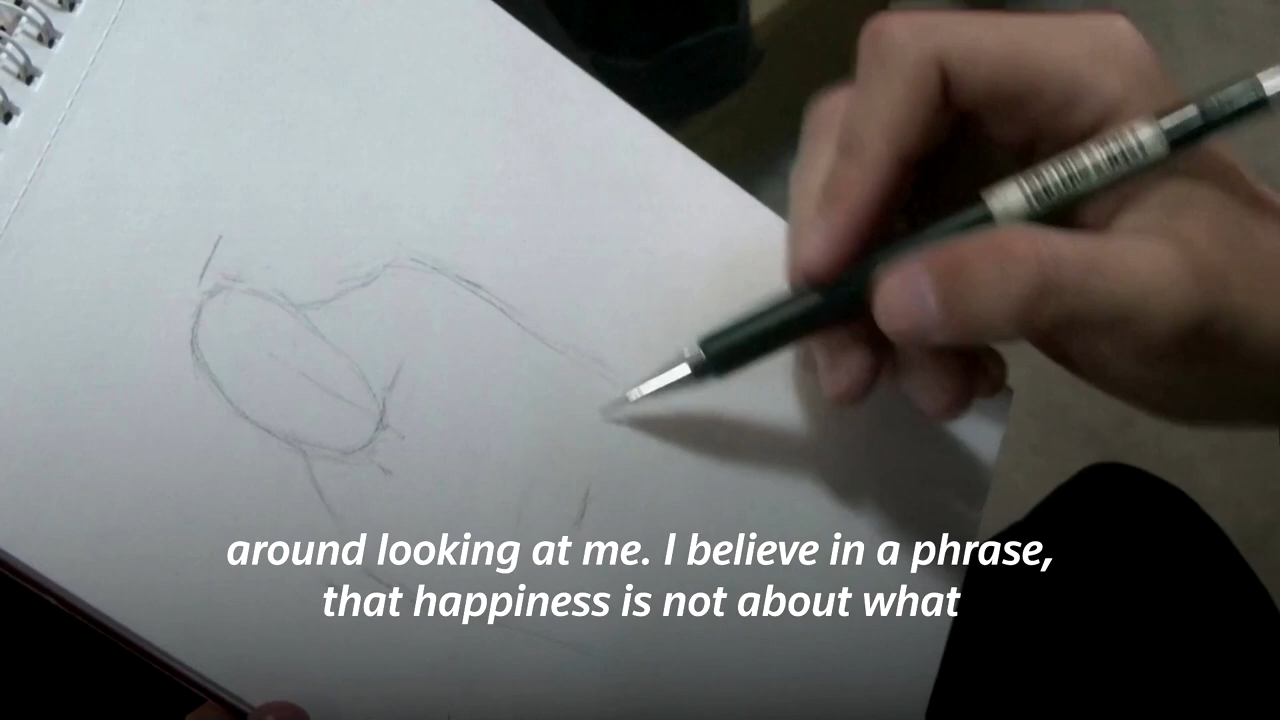 around looking at me. I believe in a phrase,
that happiness is not about what